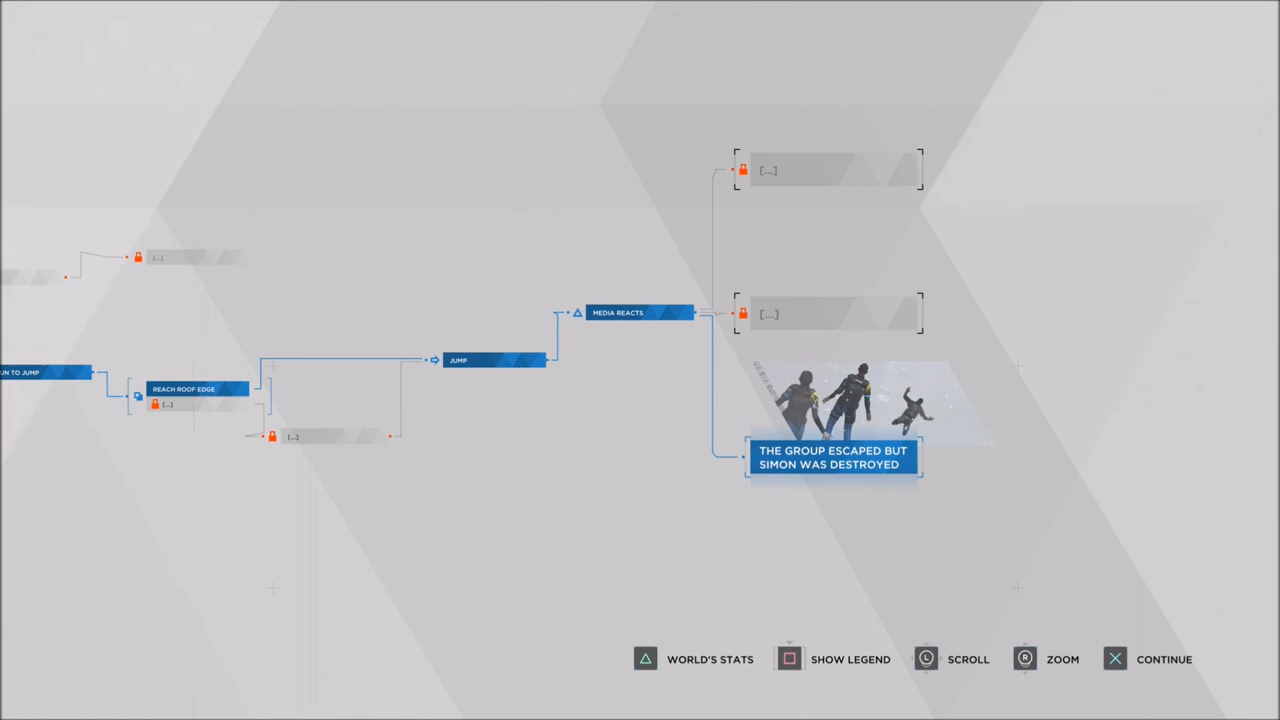 [...]
[...]
UN TO JUMP
REACH ROOF EDGE
[...]
[...]
JUMP
MEDIA REACTS
[...]
[...]
THE GROUP ESCAPED BUT
SIMON WAS DESTROYED
WORLD'S STATS
SHOW LEGEND
L
SCROLL
R
ZOOM
CONTINUE